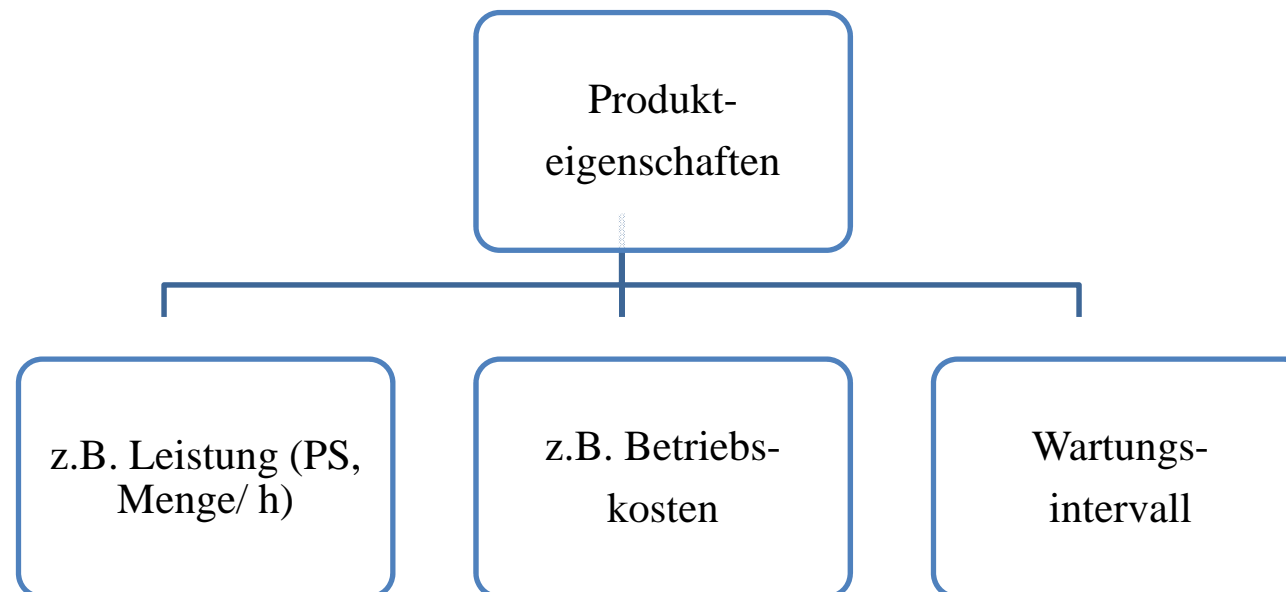 Produkt-
eigenschaften
z.B. Leistung (PS,
Menge/ h)
z.B. Betriebs-
kosten
Wartungs-
intervall